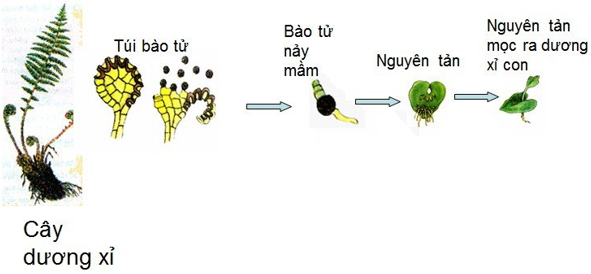 Túi bào tử
Bào tử
nảy
mầm
Nguyên tản
Nguyên tản
mọc ra dương
xỉ con
Cây
dương xỉ